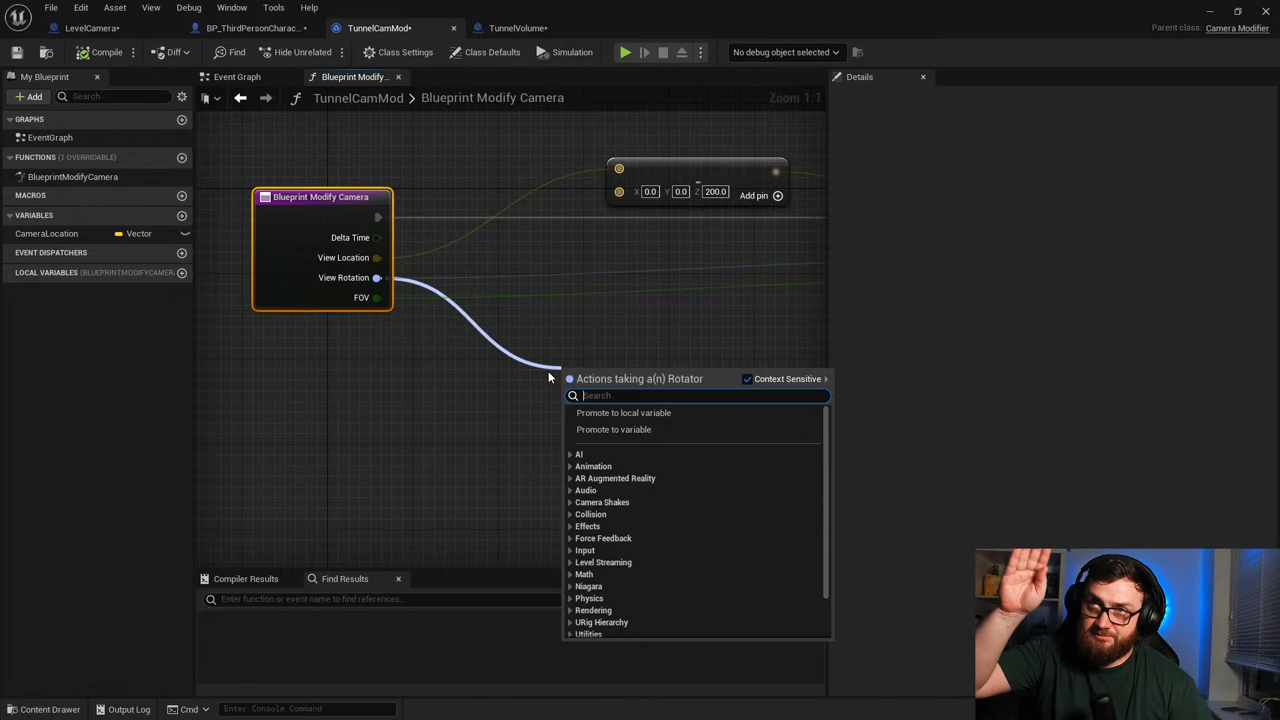 File Edit Asset View Debug Window Tools Help
LevelCamera* BP_ThirdPersonCharac...* TunnelCamMod* TunnelVolume*
Parent class: Camera Modifier
Compile Diff Find Hide Unrelated Class Settings Class Defaults Simulation No debug object selected
My Blueprint Event Graph Blueprint Modify... Details
Add Search
TunnelCamMod > Blueprint Modify Camera Zoom 1:1
GRAPHS
EventGraph
FUNCTIONS (1 OVERRIDABLE)
BlueprintModifyCamera
MACROS
VARIABLES
CameraLocation Vector
EVENT DISPATCHERS
LOCAL VARIABLES (BLUEPRINTMODIFYCAMER
Blueprint Modify Camera
Delta Time
View Location
View Rotation
FOV
-
X 0.0 Y 0.0 Z 200.0 Add pin
Actions taking a(n) Rotator Context Sensitive
Search
Promote to local variable
Promote to variable
AI
Animation
AR Augmented Reality
Audio
Camera Shakes
Collision
Effects
Force Feedback
Input
Level Streaming
Math
Niagara
Physics
Rendering
URig Hierarchy
Utilities
Compiler Results Find Results
Enter function or event name to find references...
Content Drawer Output Log Cmd Enter Console Command